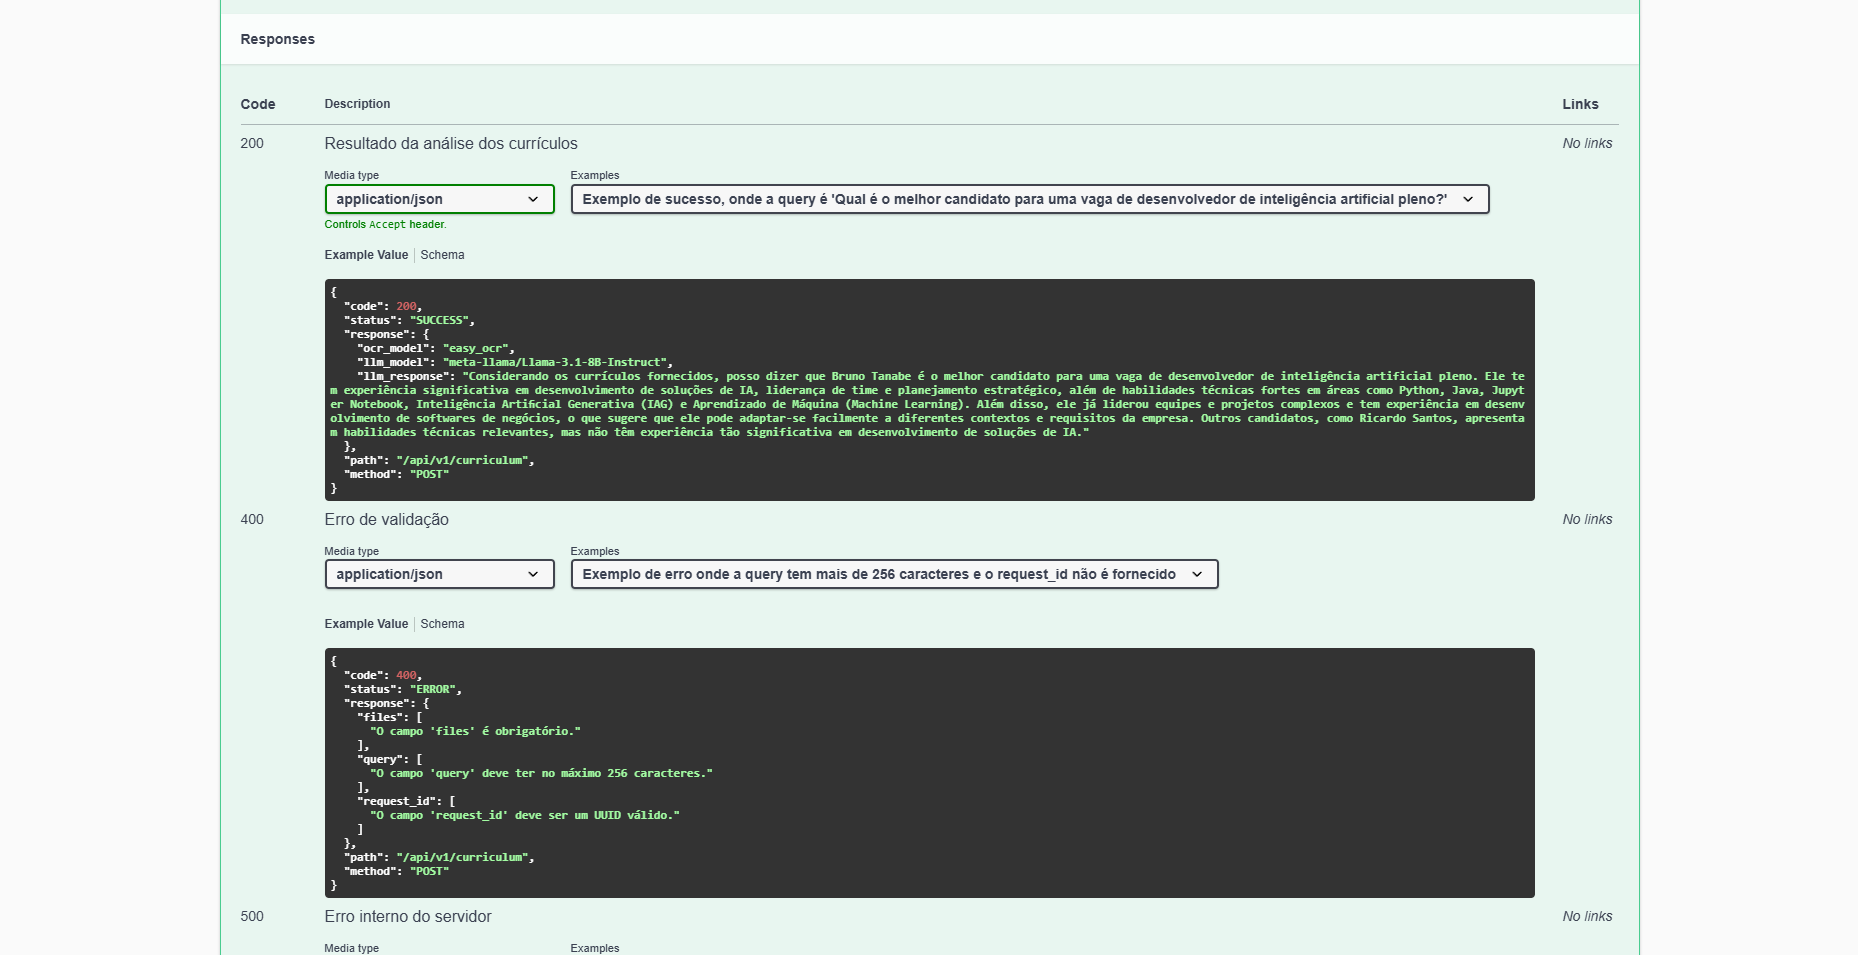 Responses
Code Description Links
200 Resultado da análise dos currículos No links
Media type Examples
application/json Exemplo de sucesso, onde a query é 'Qual é o melhor candidato para uma vaga de desenvolvedor de inteligência artificial pleno?'
Controls Accept header.
Example Value Schema
{
"code": 200,
"status": "SUCCESS",
"response": {
"ocr_model": "easy_ocr",
"llm_model": "meta-llama/Llama-3.1-8B-Instruct",
"llm_response": "Considerando os currículos fornecidos, posso dizer que Bruno Tanabe é o melhor candidato para uma vaga de desenvolvedor de inteligência artificial pleno. Ele te
m experiência significativa em desenvolvimento de soluções de IA, liderança de time e planejamento estratégico, além de habilidades técnicas fortes em áreas como Python, Java, Jupyt
er Notebook, Inteligência Artificial Generativa (IAG) e Aprendizado de Máquina (Machine Learning). Além disso, ele já liderou equipes e projetos complexos e tem experiência em desenv
olvimento de softwares de negócios, o que sugere que ele pode adaptar-se facilmente a diferentes contextos e requisitos da empresa. Outros candidatos, como Ricardo Santos, apresenta
m habilidades técnicas relevantes, mas não têm experiência tão significativa em desenvolvimento de soluções de IA."
},
"path": "/api/v1/curriculum",
"method": "POST"
}
400 Erro de validação No links
Media type Examples
application/json Exemplo de erro onde a query tem mais de 256 caracteres e o request_id não é fornecido
Example Value Schema
{
"code": 400,
"status": "ERROR",
"response": {
"files": [
"O campo 'files' é obrigatório."
],
"query": [
"O campo 'query' deve ter no máximo 256 caracteres."
],
"request_id": [
"O campo 'request_id' deve ser um UUID válido."
]
},
"path": "/api/v1/curriculum",
"method": "POST"
}
500 Erro interno do servidor No links
Media type Examples